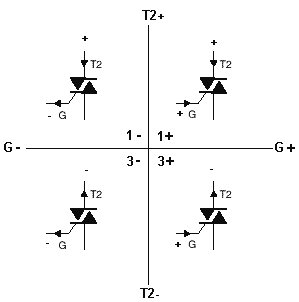 T2+
+ +
T2 T2
- G + G
1 - 1+
G - G +
3 - 3+
- -
T2 T2
- G + G
T2-